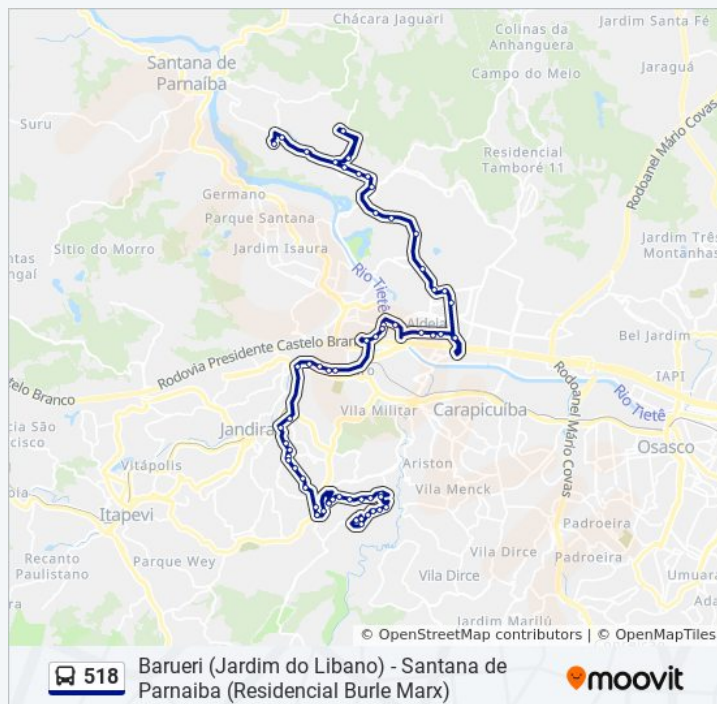 Chácara Jaguari
Jardim Santa Fé
Colinas da
Anhanguera
Jaraguá
Campo do Meio
Santana de
Parnaíba
Suru
Residencial
Tamboré 11
Rodoanel Mário Covas
Germano
Parque Santana
Jardim Isaura
Sitio do Morro
Jardim Três
Montanhas
Rio Tietê
Aldeia
Bel Jardim
Rodovia Presidente Castelo Bran
stelo Branco
IAPI
Rodoanel Mário Covas
Rio Tietê
Vila Militar
Carapicuíba
Jandira
Osasco
Ariston
Vitápolis
Vila Menck
Itapevi
Padroeira
Vila Dirce
Padroeira
Recanto
Paulistano
Parque Wey
Vila Dirce
Umuara
Jardim Marilú
© OpenStreetMap contributors | © OpenMapTiles
518
Barueri (Jardim do Libano) - Santana de
Parnaiba (Residencial Burle Marx)
moovit